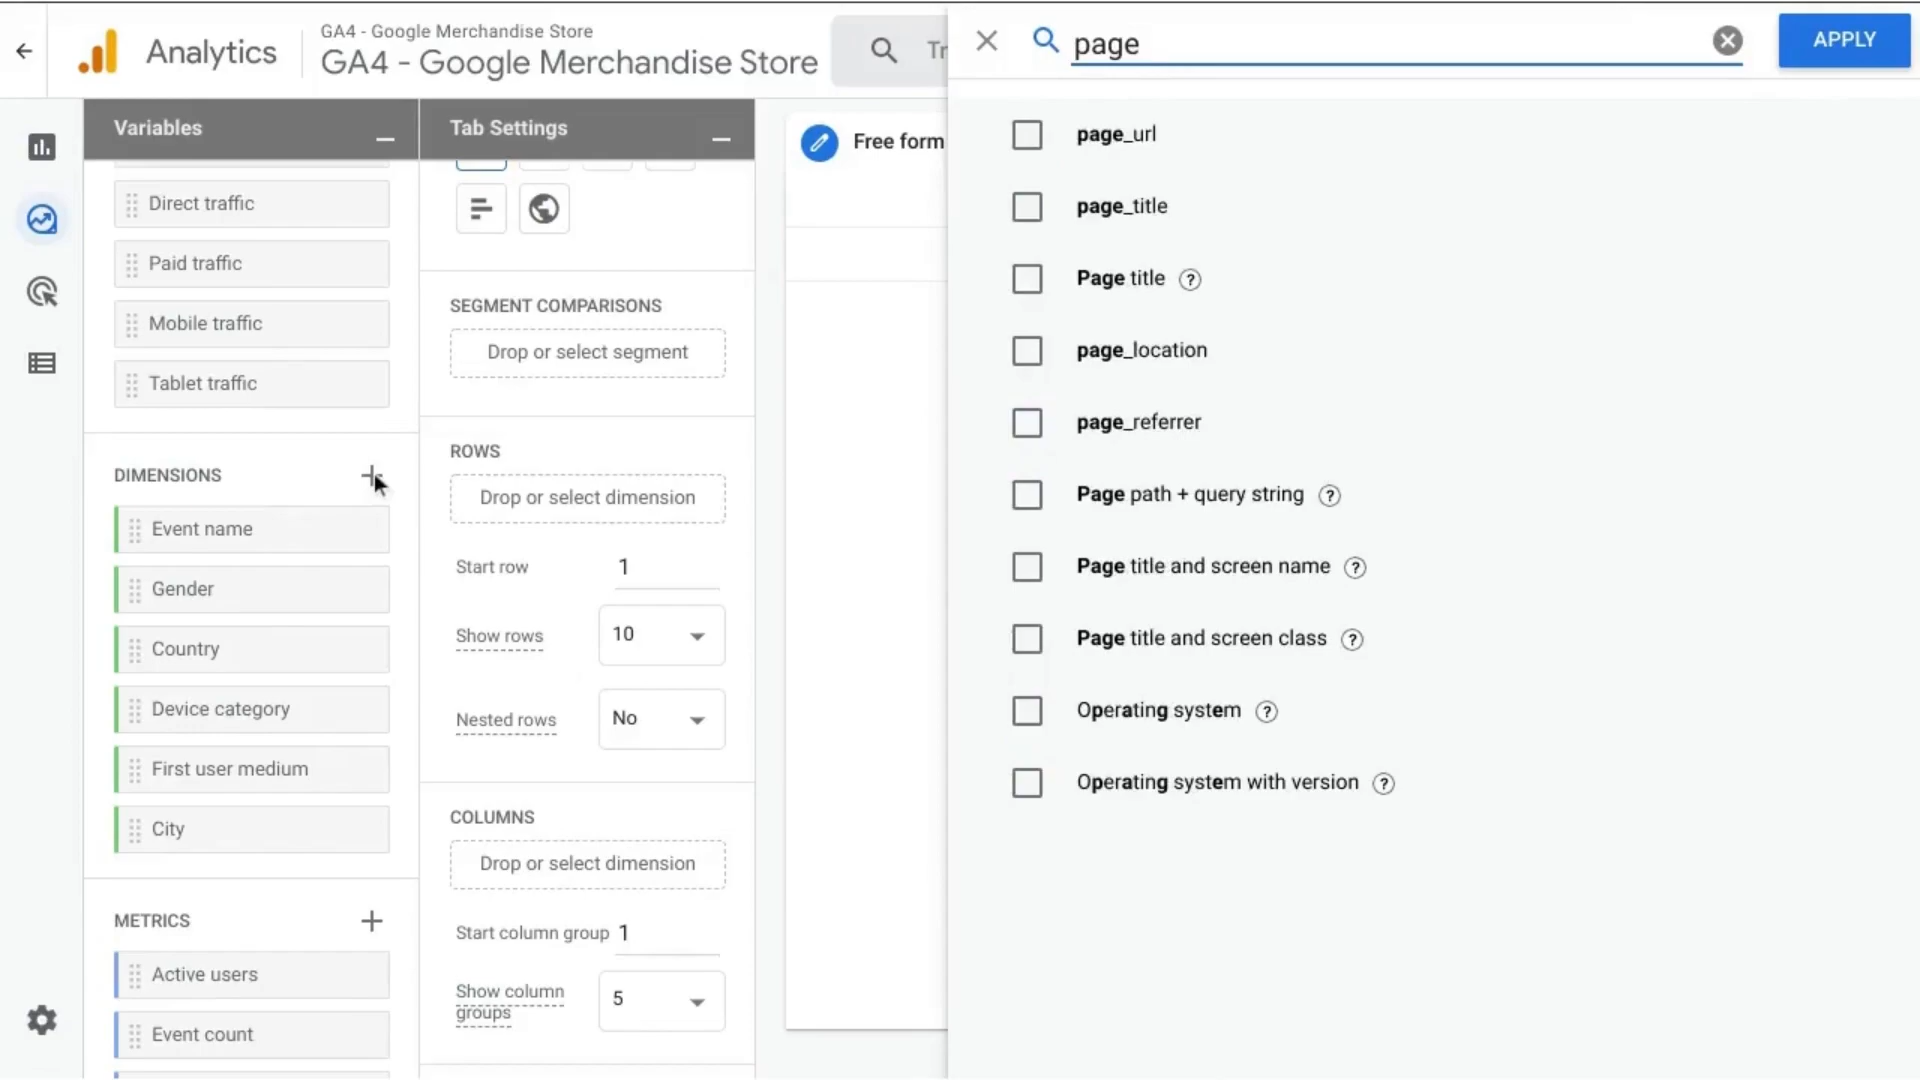 Analytics
GA4 - Google Merchandise Store
GA4 - Google Merchandise Store
page
APPLY
Variables
Direct traffic
Paid traffic
Mobile traffic
Tablet traffic
DIMENSIONS
Event name
Gender
Country
Device category
First user medium
City
METRICS
Active users
Event count
Tab Settings
SEGMENT COMPARISONS
Drop or select segment
ROWS
Drop or select dimension
Start row 1
Show rows 10
Nested rows No
COLUMNS
Drop or select dimension
Start column group 1
Show column
groups 5
Free form
page_url
page_title
Page title ?
page_location
page_referrer
Page path + query string ?
Page title and screen name ?
Page title and screen class ?
Operating system ?
Operating system with version ?